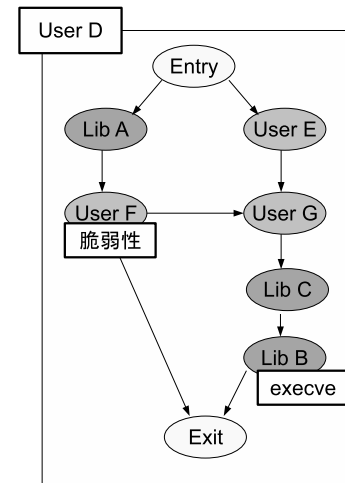 User D
Entry
Lib A
User E
User F
User G
脆弱性
Lib C
Lib B
execve
Exit